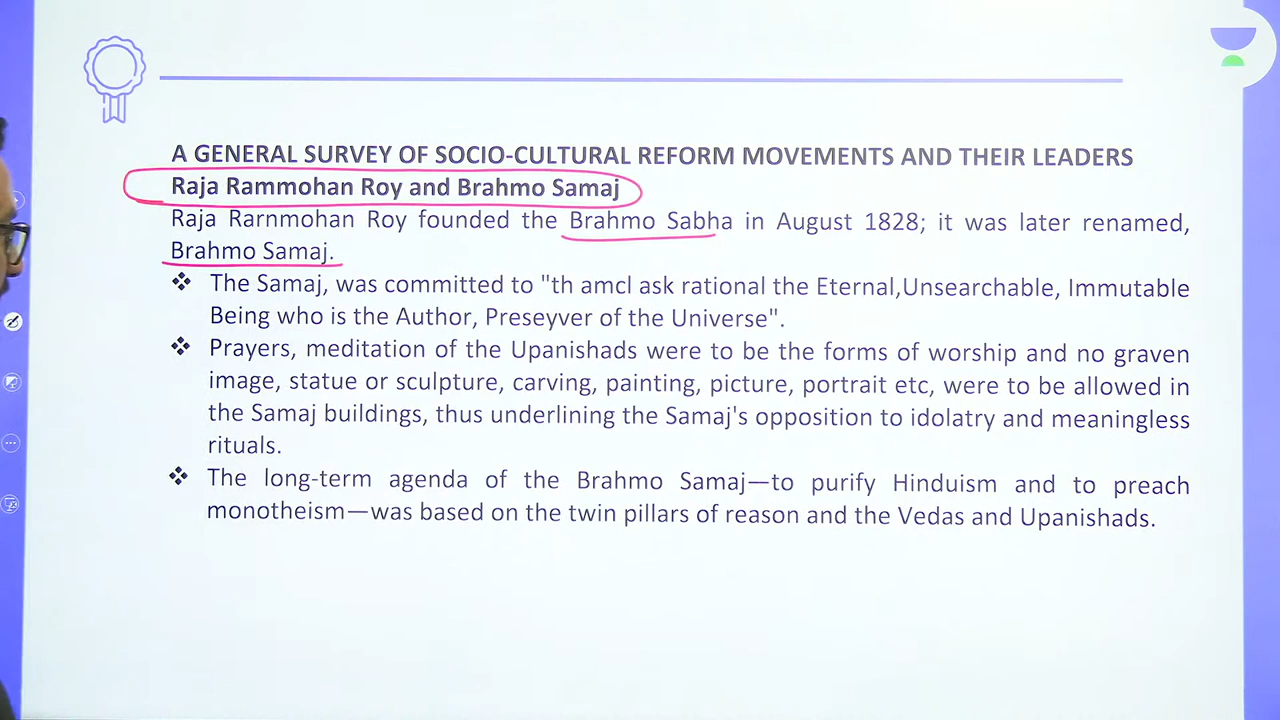 A GENERAL SURVEY OF SOCIO-CULTURAL REFORM MOVEMENTS AND THEIR LEADERS
Raja Rammohan Roy and Brahmo Samaj
Raja Rarnmohan Roy founded the Brahmo Sabha in August 1828; it was later renamed,
Brahmo Samaj.
❖ The Samaj, was committed to "th amcl ask rational the Eternal,Unsearchable, Immutable
Being who is the Author, Preseyver of the Universe".
❖ Prayers, meditation of the Upanishads were to be the forms of worship and no graven
image, statue or sculpture, carving, painting, picture, portrait etc, were to be allowed in
the Samaj buildings, thus underlining the Samaj's opposition to idolatry and meaningless
rituals.
❖ The long-term agenda of the Brahmo Samaj—to purify Hinduism and to preach
monotheism—was based on the twin pillars of reason and the Vedas and Upanishads.